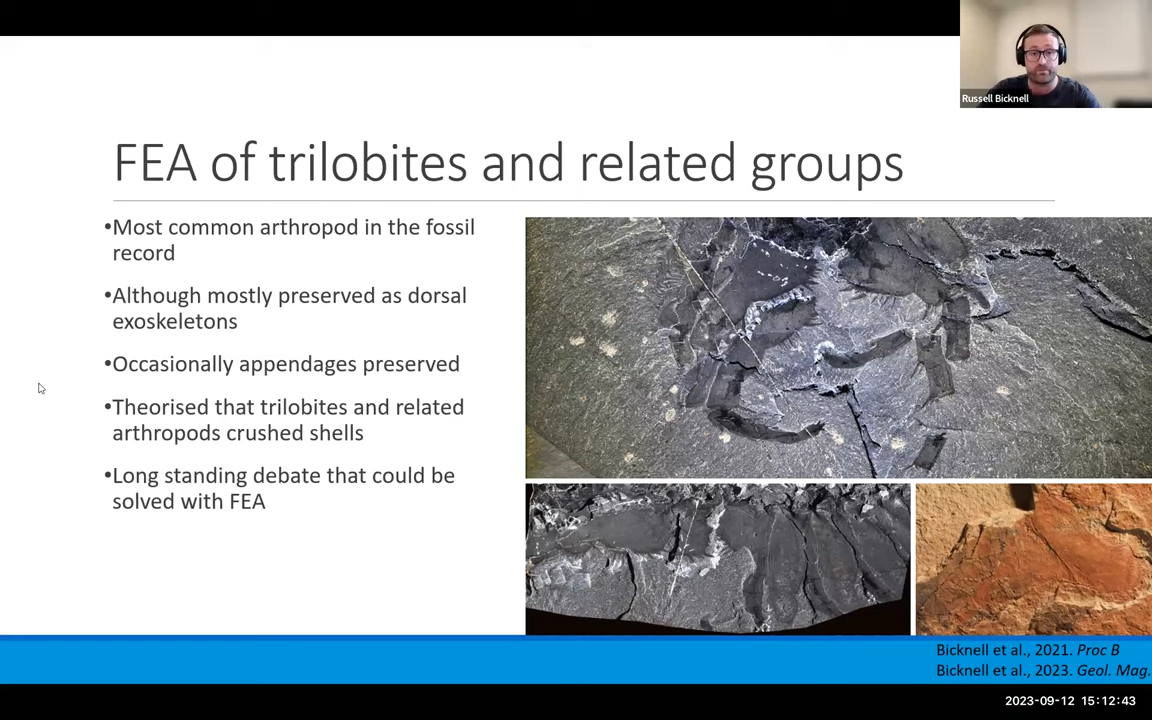 Russell Bicknell
FEA of trilobites and related groups
•Most common arthropod in the fossil
record
•Although mostly preserved as dorsal
exoskeletons
•Occasionally appendages preserved
•Theorised that trilobites and related
arthropods crushed shells
•Long standing debate that could be
solved with FEA
Bicknell et al., 2021. Proc B
Bicknell et al., 2023. Geol. Mag.
2023-09-12 15:12:43